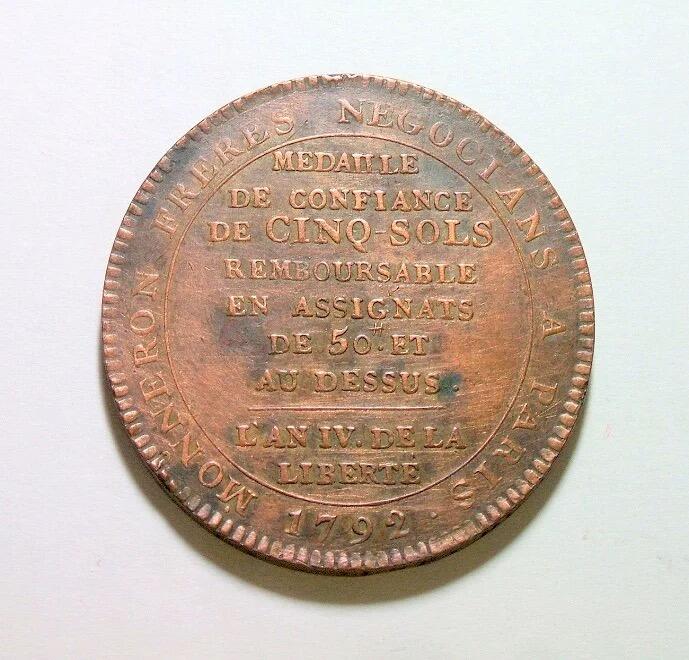 MONNERON FRERES NEGOCIANS A PARIS
MEDAILLE
DE CONFIANCE
DE CINQ-SOLS
REMBOURSABLE
EN ASSIGNATS
DE 50.ᴴ ET
AU DESSUS.
L'AN IV. DE LA
LIBERTE
1792.